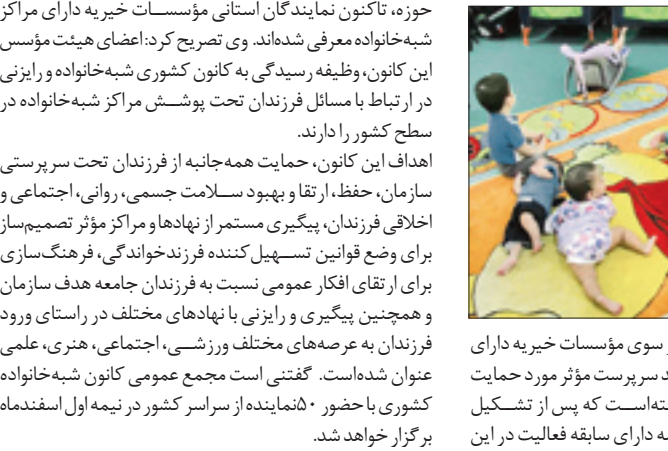 ر سوی مؤسسات خیریه دارای
د سرپرست مؤثر مورد حمایت
که پس از تشکیل
دارای سابقه فعالیت در این
حوزه، تاکنون نمایندگان استانی مؤسسات خیریه دارای مراکز
شبه‌خانواده معرفی شده‌اند. وی تصریح کرد: اعضای هیئت مؤسس
این کانون، وظیفه رسیدگی به کانون کشوری شبه‌خانواده و رایزنی
در ارتباط با مسائل فرزندان تحت پوشش مراکز شبه‌خانواده در
سطح کشور را دارند.
اهداف این کانون، حمایت همه‌جانبه از فرزندان تحت سرپرستی
سازمان، حفظ، ارتقا و بهبود سلامت جسمی، روانی، اجتماعی و
اخلاقی فرزندان، پیگیری مستمر از نهادها و مراکز مؤثر تصمیم‌ساز
برای وضع قوانین تسهیل‌کننده فرزندخواندگی، فرهنگ‌سازی
برای ارتقای افکار عمومی نسبت به فرزندان جامعه هدف سازمان
و همچنین پیگیری و رایزنی با نهادهای مختلف در راستای ورود
فرزندان به عرصه‌های مختلف ورزشی، اجتماعی، هنری، علمی
عنوان شده‌است. گفتنی است مجمع عمومی کانون شبه‌خانواده
کشوری با حضور ۵۰نماینده از سراسر کشور در نیمه اول اسفندماه
برگزار خواهد شد.